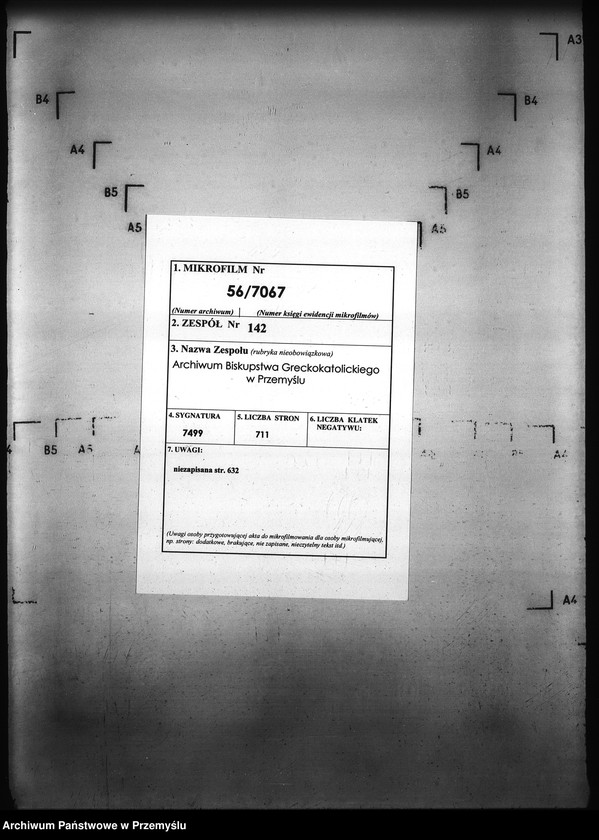 A3
B4
B4
A4
A4
B5
B5
A5
A5
1. MIKROFILM Nr
56/7067
(Numer archiwum) (Numer księgi ewidencji mikrofilmów)
2. ZESPÓŁ Nr 142
3. Nazwa Zespołu (rubryka nieobowiązkowa)
Archiwum Biskupstwa Greckokatolickiego
w Przemyślu
4. SYGNATURA
7499
5. LICZBA STRON
711
6. LICZBA KLATEK
NEGATYWU:
4
B5
A5
A
A4
7. UWAGI:
niezapisana str. 632
(Uwagi osoby przygotowującej akta do mikrofilmowania dla osoby mikrofilmującej,
np. strony: dodatkowe, brakujące, nie zapisane, nieczytelny tekst itd.)
A4
Archiwum Państwowe w Przemyślu